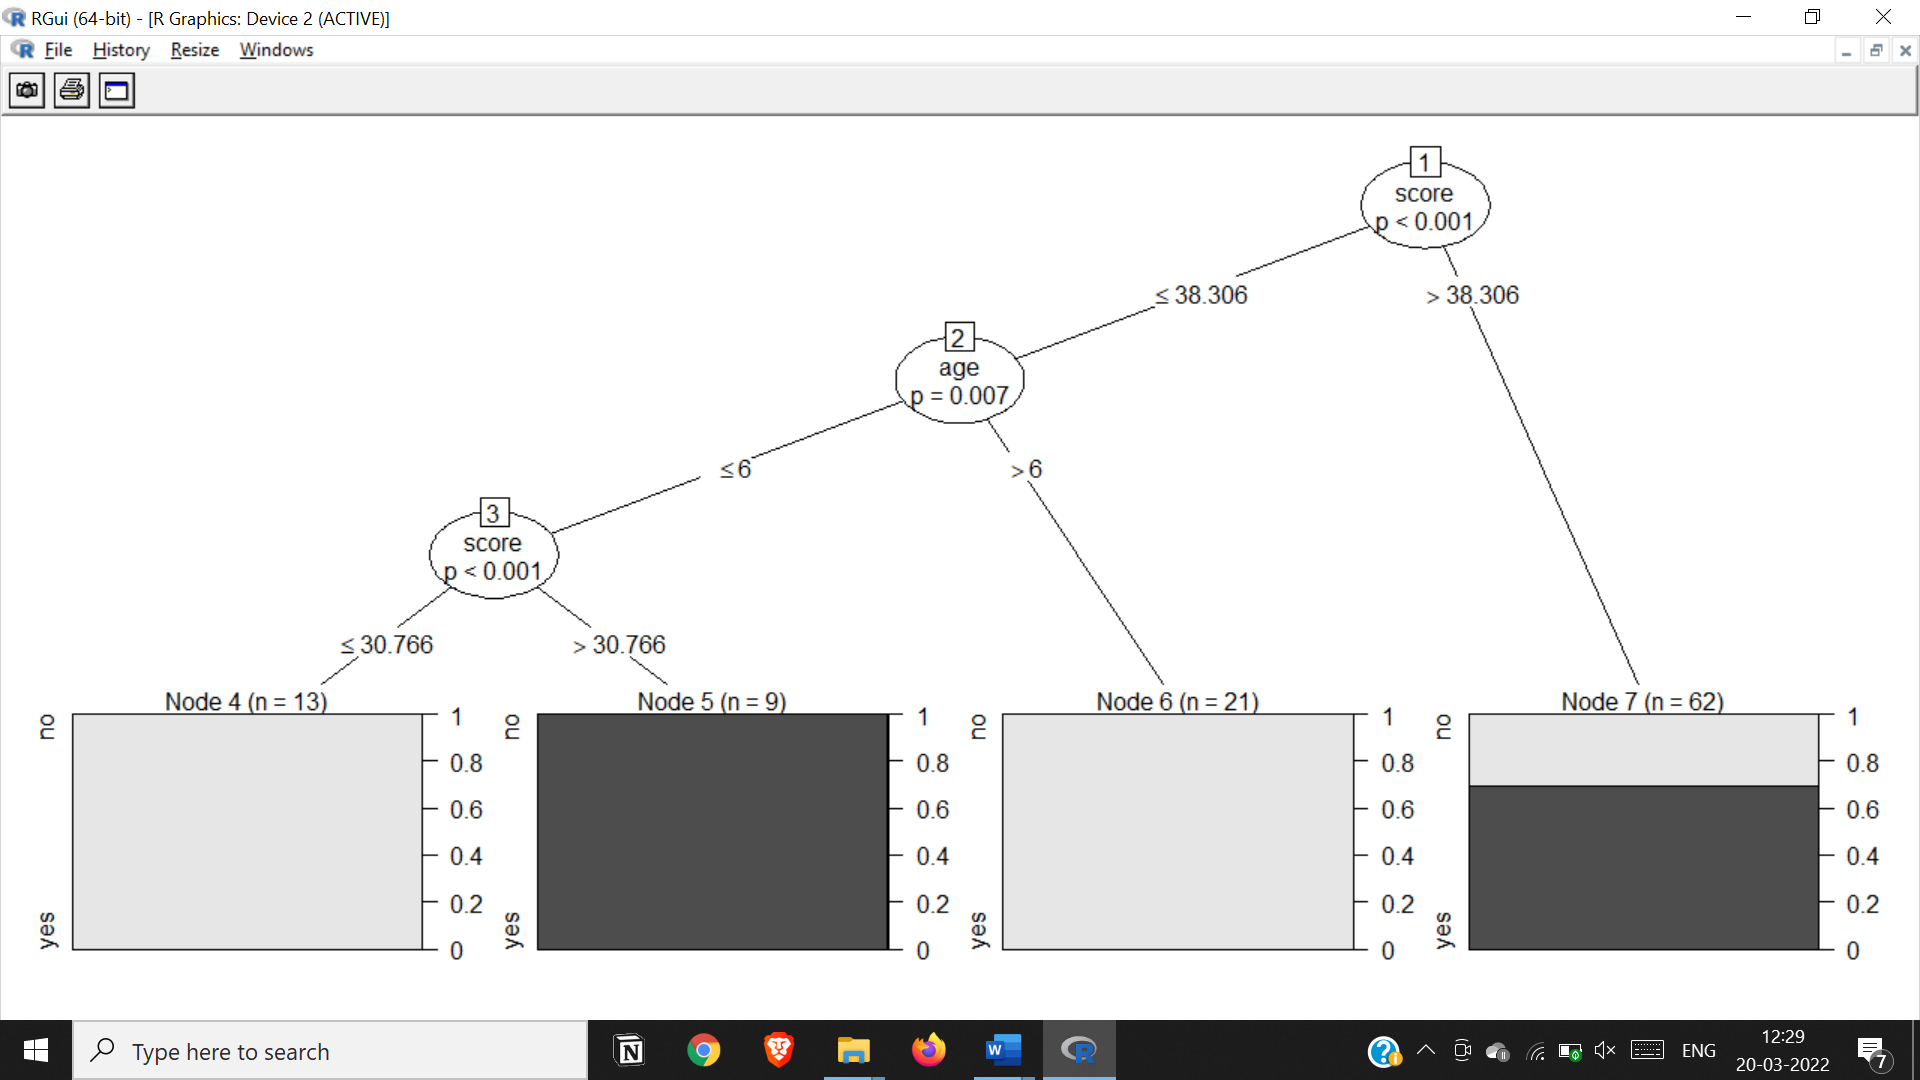 RGui (64-bit) - [R Graphics: Device 2 (ACTIVE)]
File History Resize Windows
1
score
p < 0.001
≤ 38.306
> 38.306
2
age
p = 0.007
≤ 6
> 6
3
score
p < 0.001
≤ 30.766
> 30.766
Node 4 (n = 13)
no
yes
1
0.8
0.6
0.4
0.2
0
Node 5 (n = 9)
no
yes
1
0.8
0.6
0.4
0.2
0
Node 6 (n = 21)
no
yes
1
0.8
0.6
0.4
0.2
0
Node 7 (n = 62)
no
yes
1
0.8
0.6
0.4
0.2
0
Type here to search
ENG
12:29
20-03-2022
7